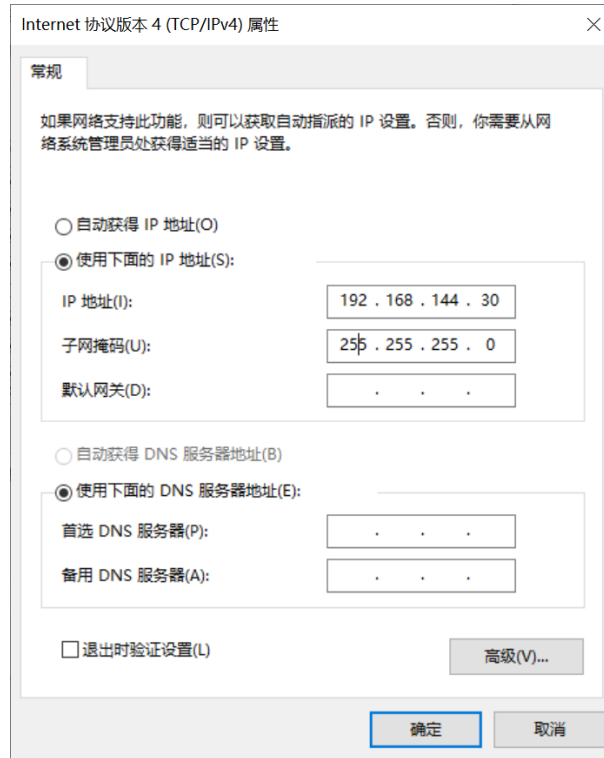 Internet 协议版本 4 (TCP/IPv4) 属性
常规
如果网络支持此功能，则可以获取自动指派的 IP 设置。否则，你需要从网
络系统管理员处获得适当的 IP 设置。
自动获得 IP 地址(O)
使用下面的 IP 地址(S):
IP 地址(I):
192 . 168 . 144 . 30
子网掩码(U):
255 . 255 . 255 . 0
默认网关(D):
. . .
自动获得 DNS 服务器地址(B)
使用下面的 DNS 服务器地址(E):
首选 DNS 服务器(P):
. . .
备用 DNS 服务器(A):
. . .
退出时验证设置(L)
高级(V)...
确定
取消